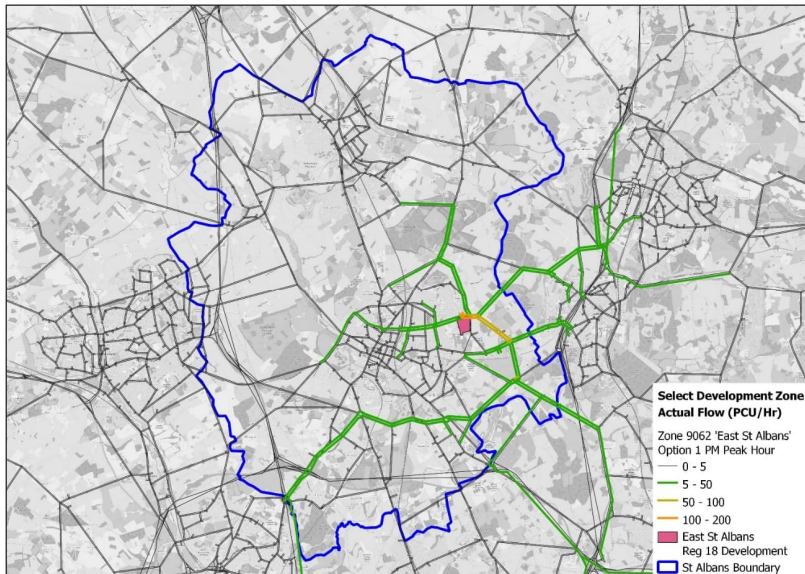 Select Development Zone
Actual Flow (PCU/Hr)
Zone 9062 'East St Albans'
Option 1 PM Peak Hour
0 - 5
5 - 50
50 - 100
100 - 200
East St Albans
Reg 18 Development
St Albans Boundary